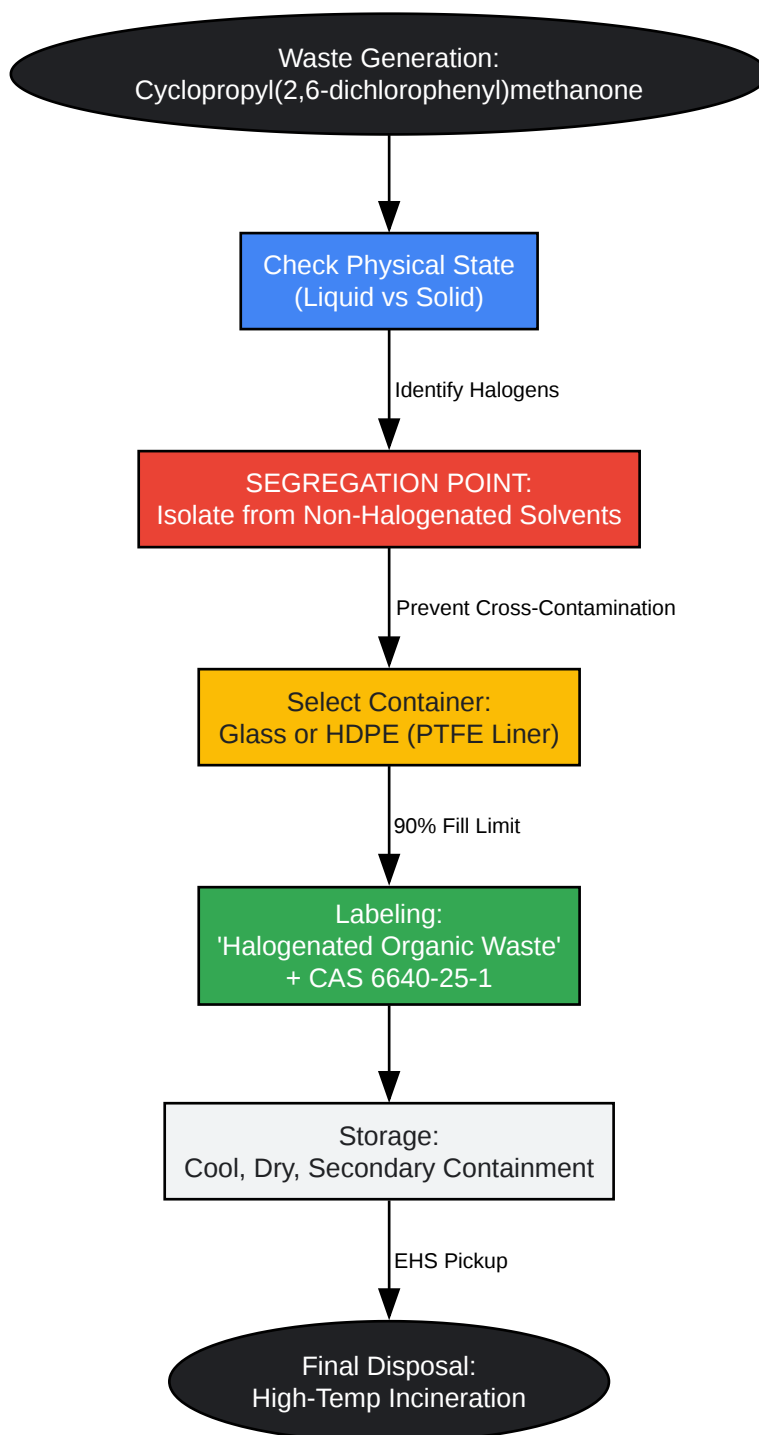 Waste Generation:
Cyclopropyl(2,6-dichlorophenyl)methanone
Check Physical State
(Liquid vs Solid)
Identify Halogens
SEGREGATION POINT:
Isolate from Non-Halogenated Solvents
Prevent Cross-Contamination
Select Container:
Glass or HDPE (PTFE Liner)
90% Fill Limit
Labeling:
'Halogenated Organic Waste'
+ CAS 6640-25-1
Storage:
Cool, Dry, Secondary Containment
EHS Pickup
Final Disposal:
High-Temp Incineration